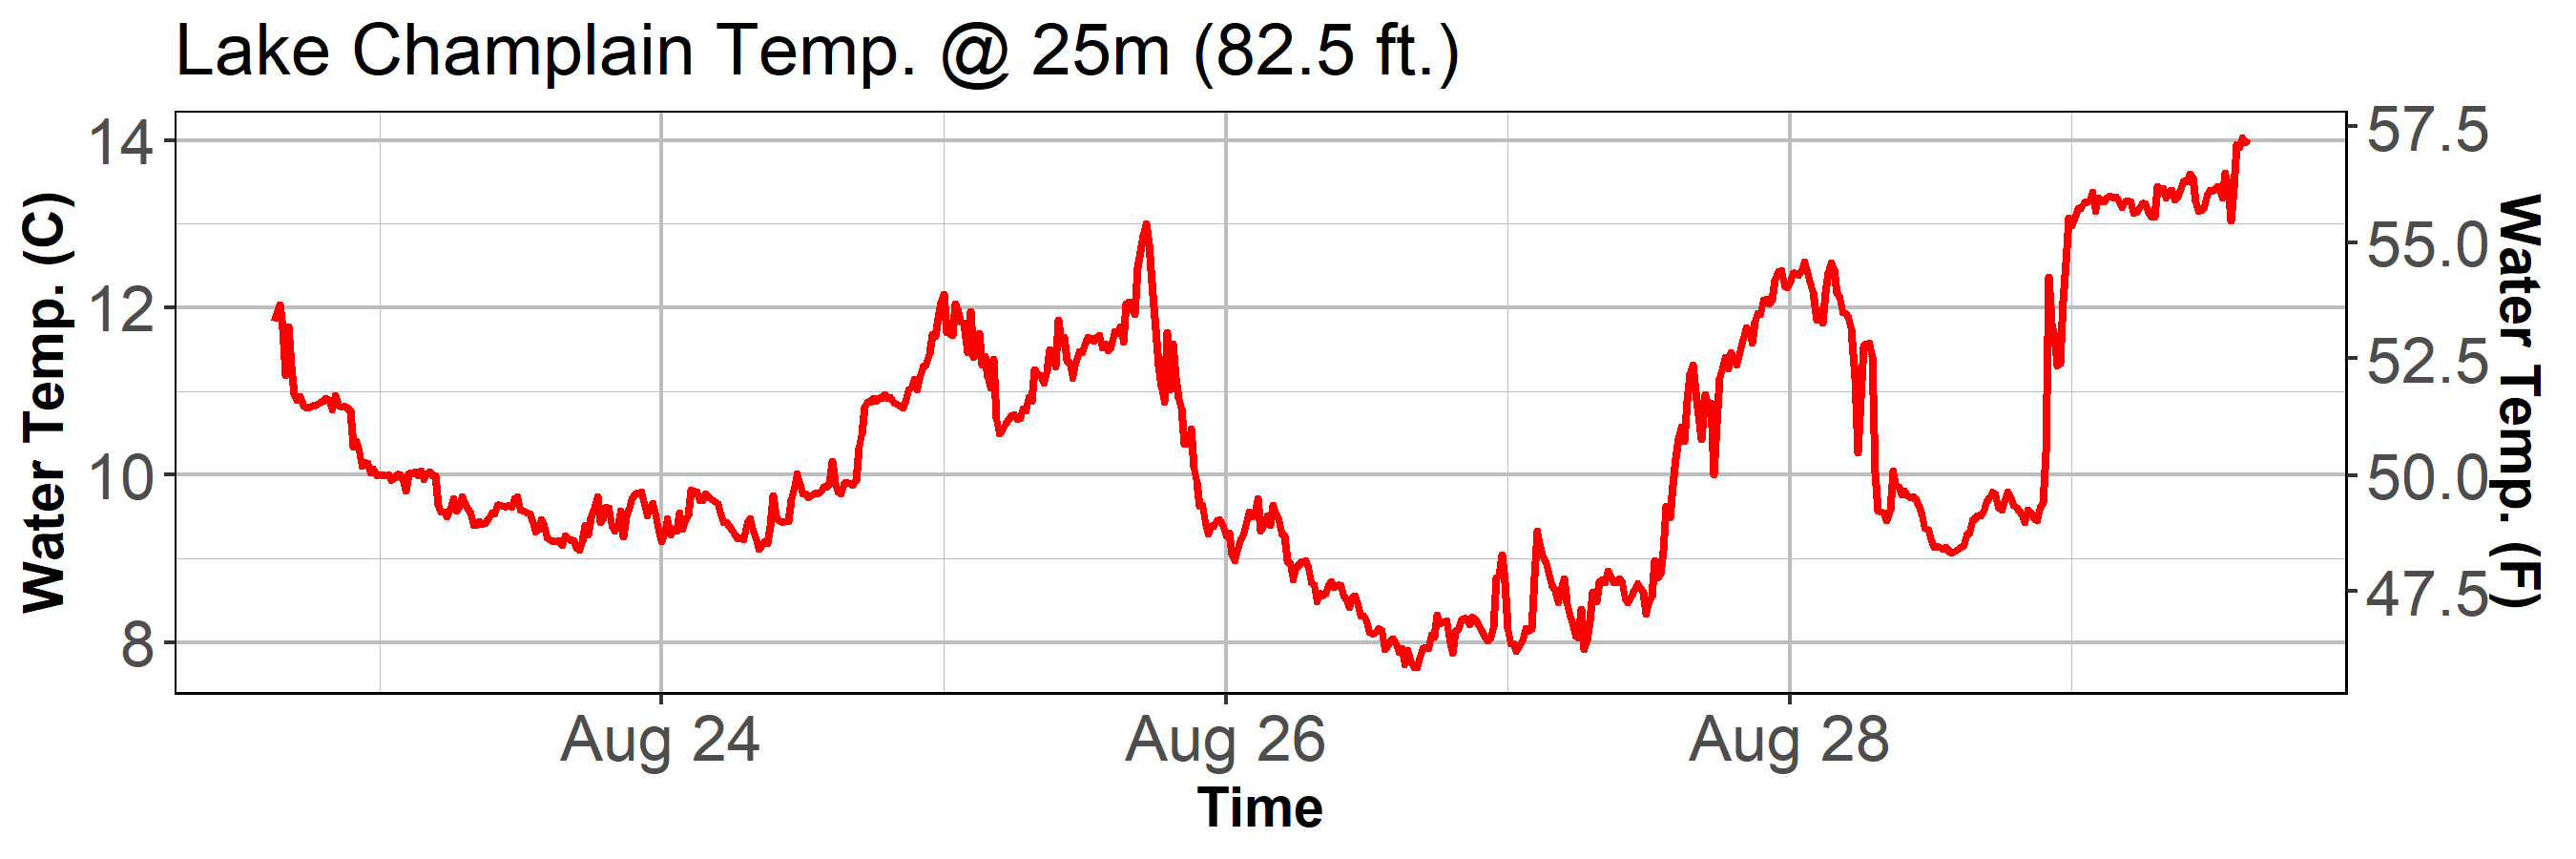 Lake Champlain Temp. @ 25m (82.5 ft.)
Water Temp. (C)
14
12
10
8
57.5
55.0
52.5
50.0
47.5
Water Temp. (F)
Aug 24
Aug 26
Aug 28
Time